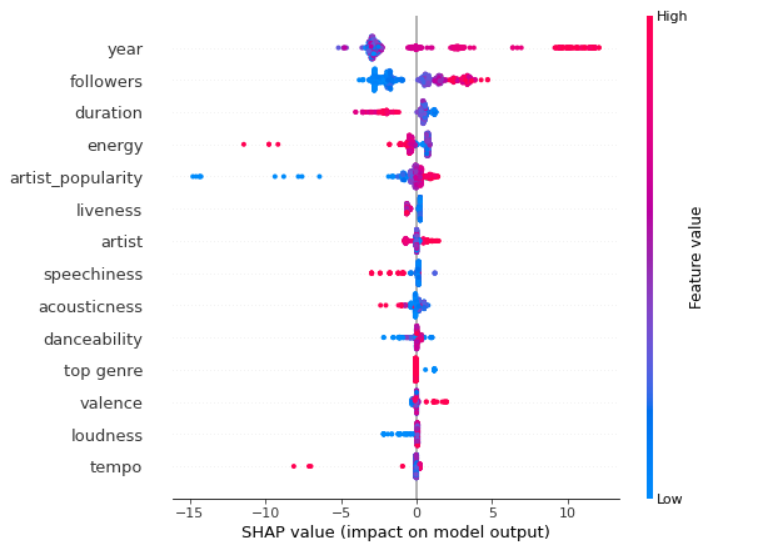 High
year
followers
duration
energy
artist_popularity
liveness
artist
speechiness
acousticness
danceability
top genre
valence
loudness
tempo
Feature value
Low
−15 −10 −5 0 5 10
SHAP value (impact on model output)